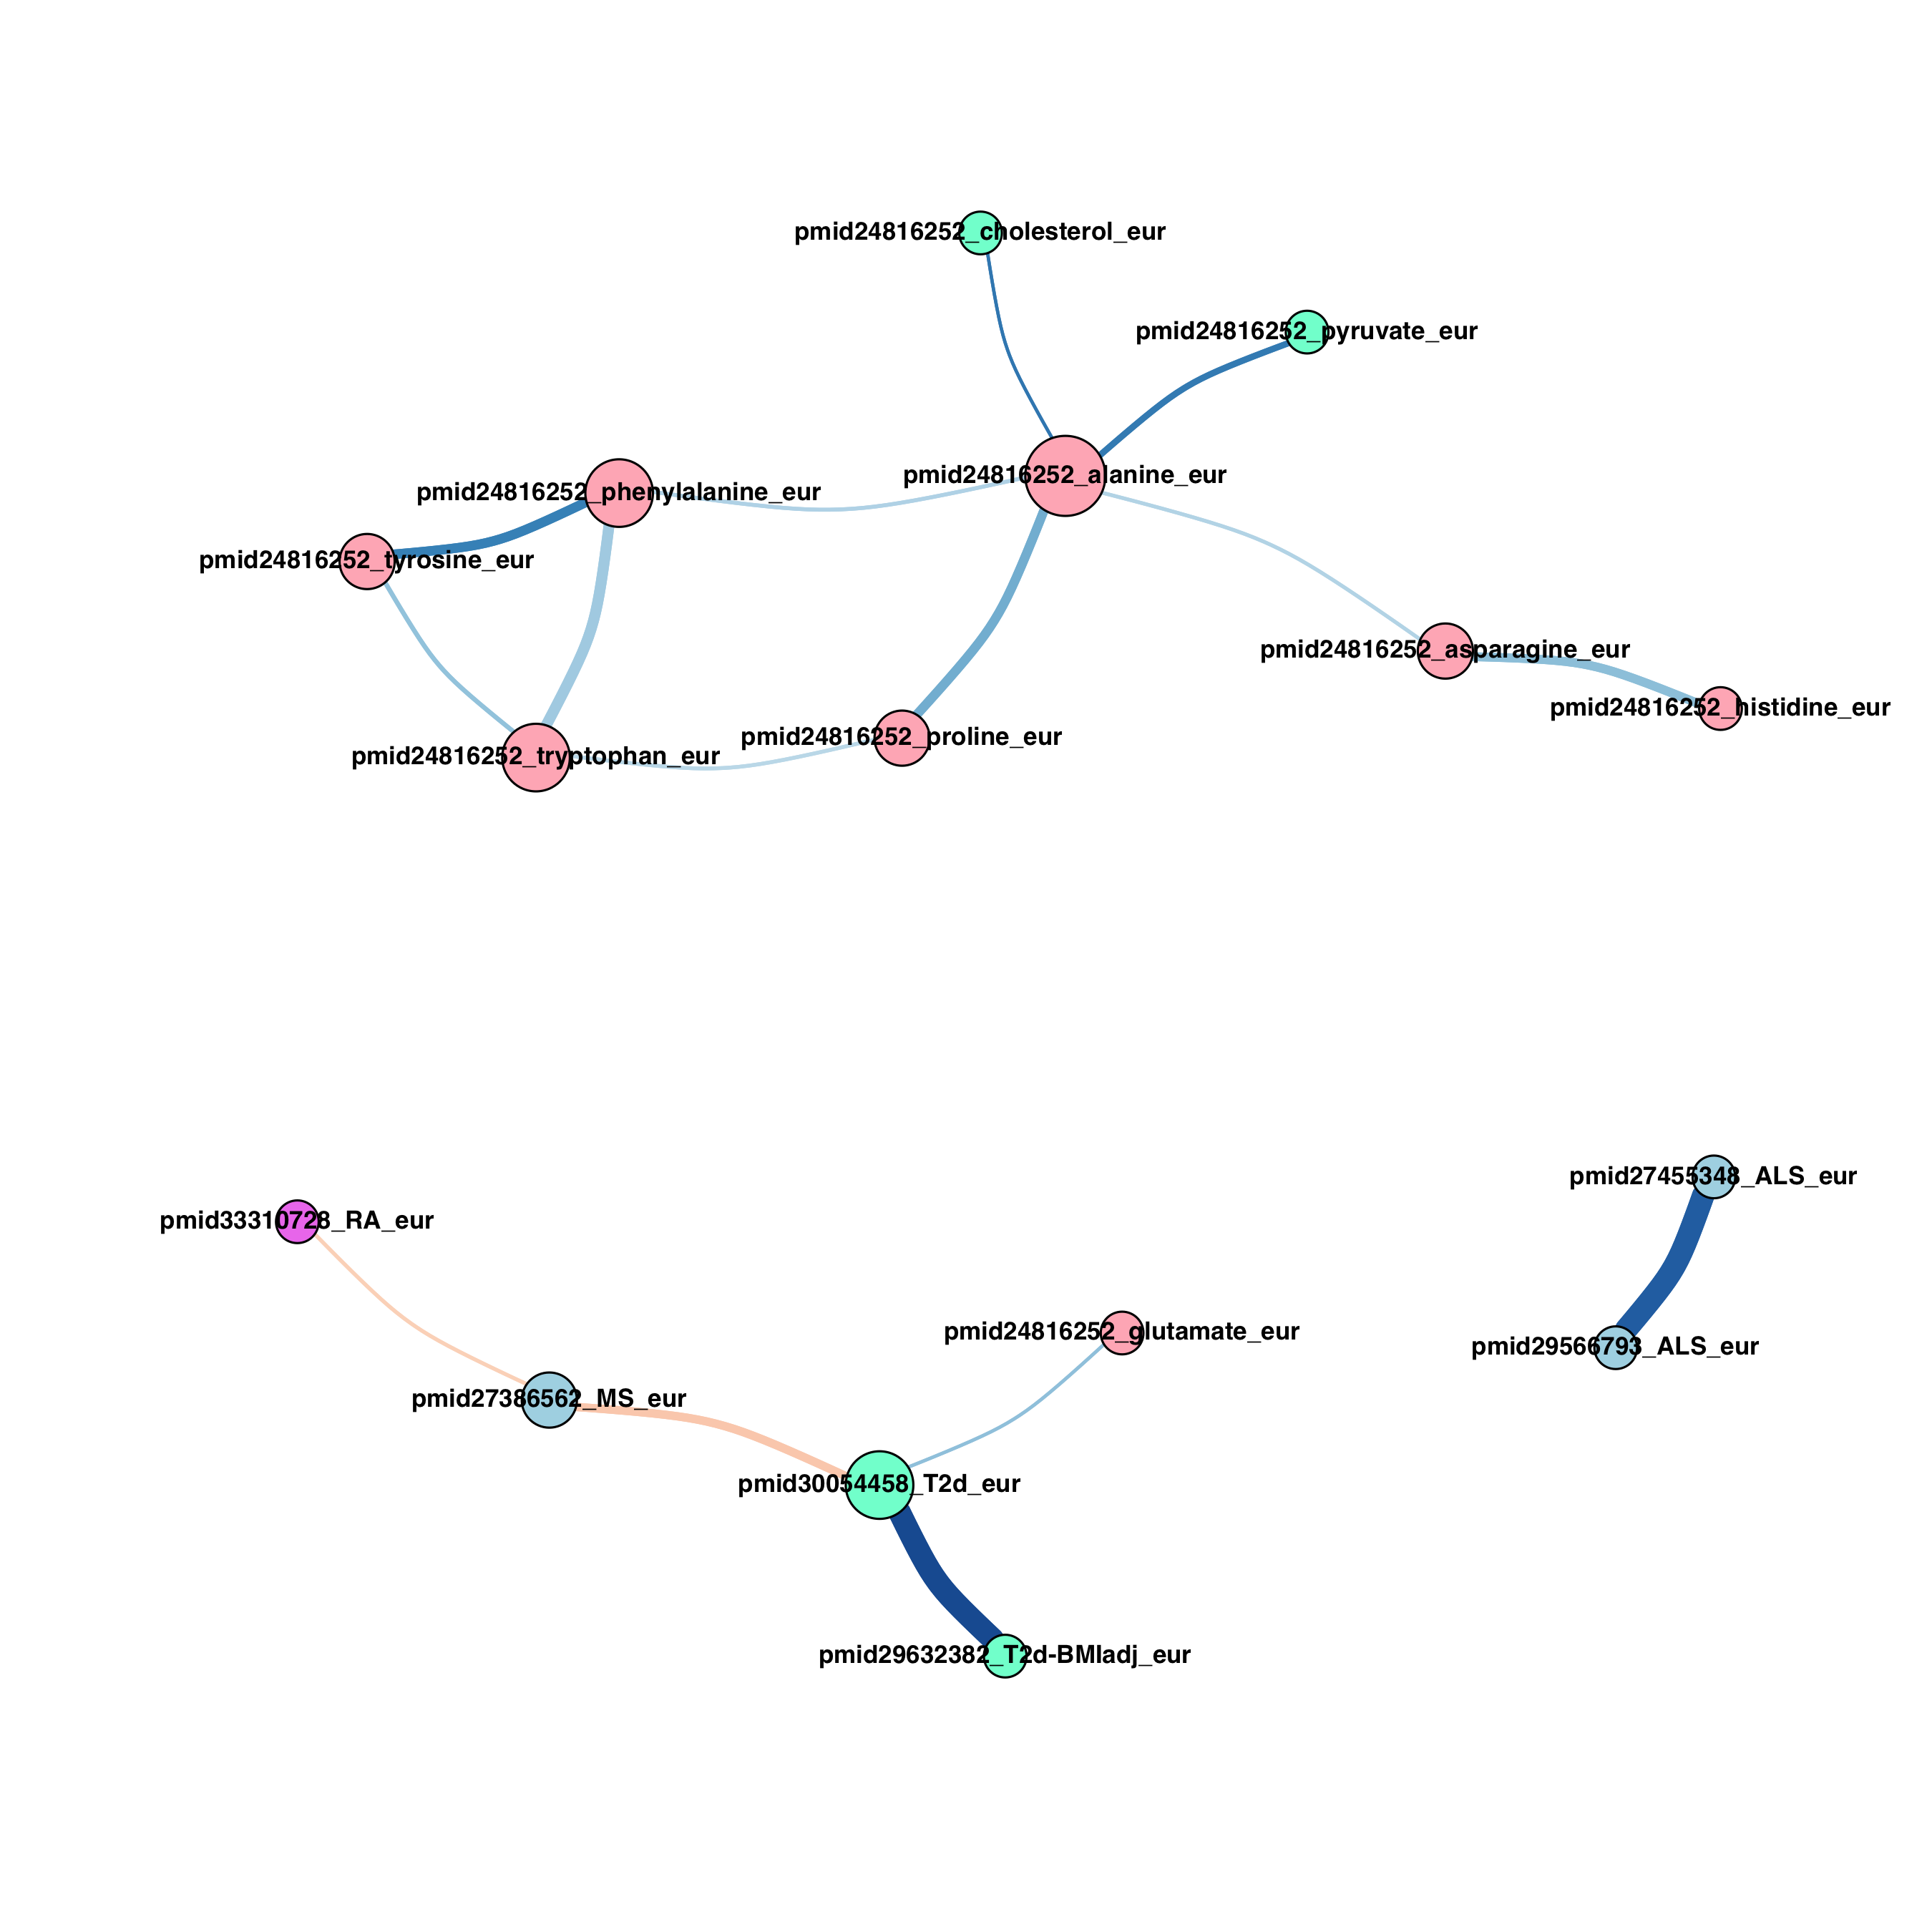 pmid24816252_cholesterol_eur
pmid24816252_pyruvate_eur
pmid24816252_alanine_eur
pmid24816252_phenylalanine_eur
pmid24816252_tyrosine_eur
pmid24816252_asparagine_eur
pmid24816252_histidine_eur
pmid24816252_proline_eur
pmid24816252_tryptophan_eur
pmid27455348_ALS_eur
pmid33310728_RA_eur
pmid24816252_glutamate_eur
pmid29566793_ALS_eur
pmid27386562_MS_eur
pmid30054458_T2d_eur
pmid29632382_T2d-BMIadj_eur